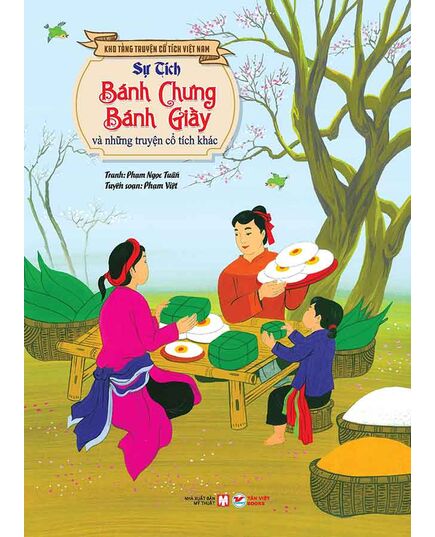 KHO TÀNG TRUYỆN CỔ TÍCH VIỆT NAM
Sự Tích
Bánh Chưng
Bánh Giầy
và những truyện cổ tích khác
Tranh: Phạm Ngọc Tuấn
Tuyển soạn: Phạm Việt
NHÀ XUẤT BẢN
MỸ THUẬT
TÂN VIỆT
BOOKS